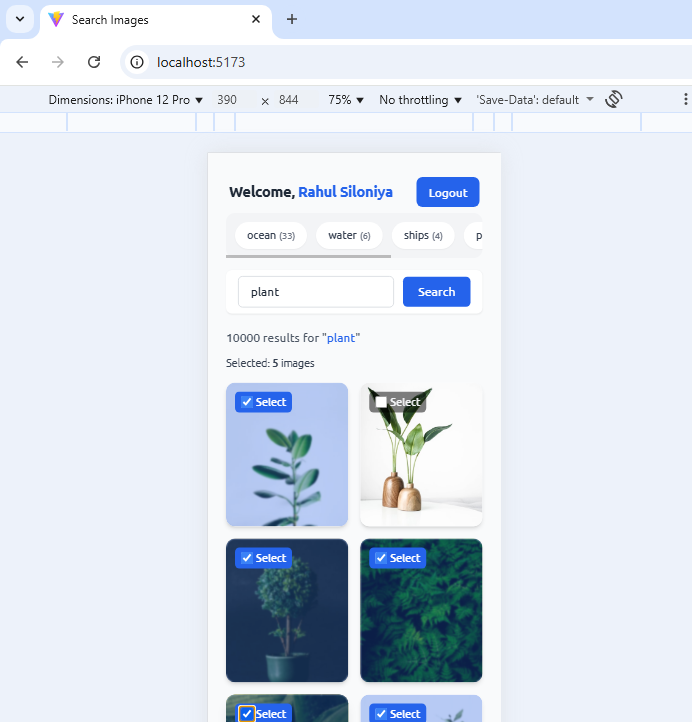 Search Images
localhost:5173
Dimensions: iPhone 12 Pro 390 × 844 75% No throttling 'Save-Data': default
Welcome, Rahul Siloniya Logout
ocean (33) water (6) ships (4) p
plant Search
10000 results for "plant"
Selected: 5 images
Select Select
Select Select
Select Select